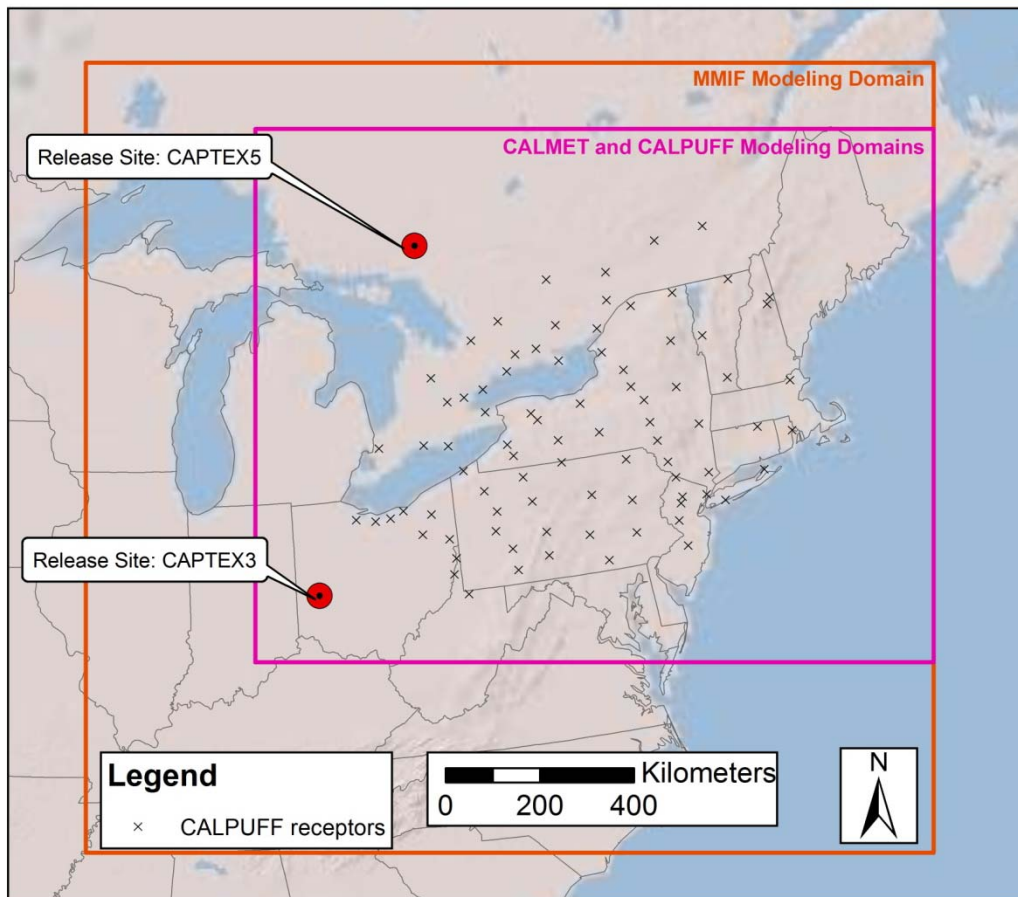 MMIF Modeling Domain
CALMET and CALPUFF Modeling Domains
Release Site: CAPTEX5
Release Site: CAPTEX3
Legend
× CALPUFF receptors
Kilometers
0 200 400
N